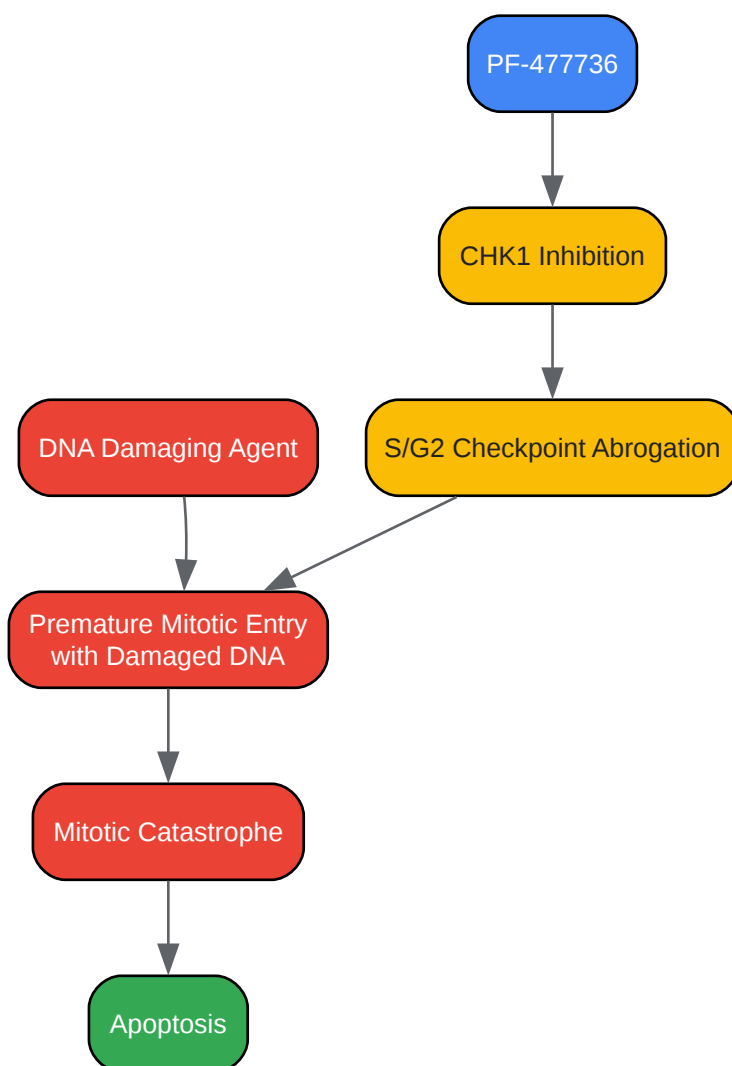 PF-477736
CHK1 Inhibition
DNA Damaging Agent
S/G2 Checkpoint Abrogation
Premature Mitotic Entry
with Damaged DNA
Mitotic Catastrophe
Apoptosis